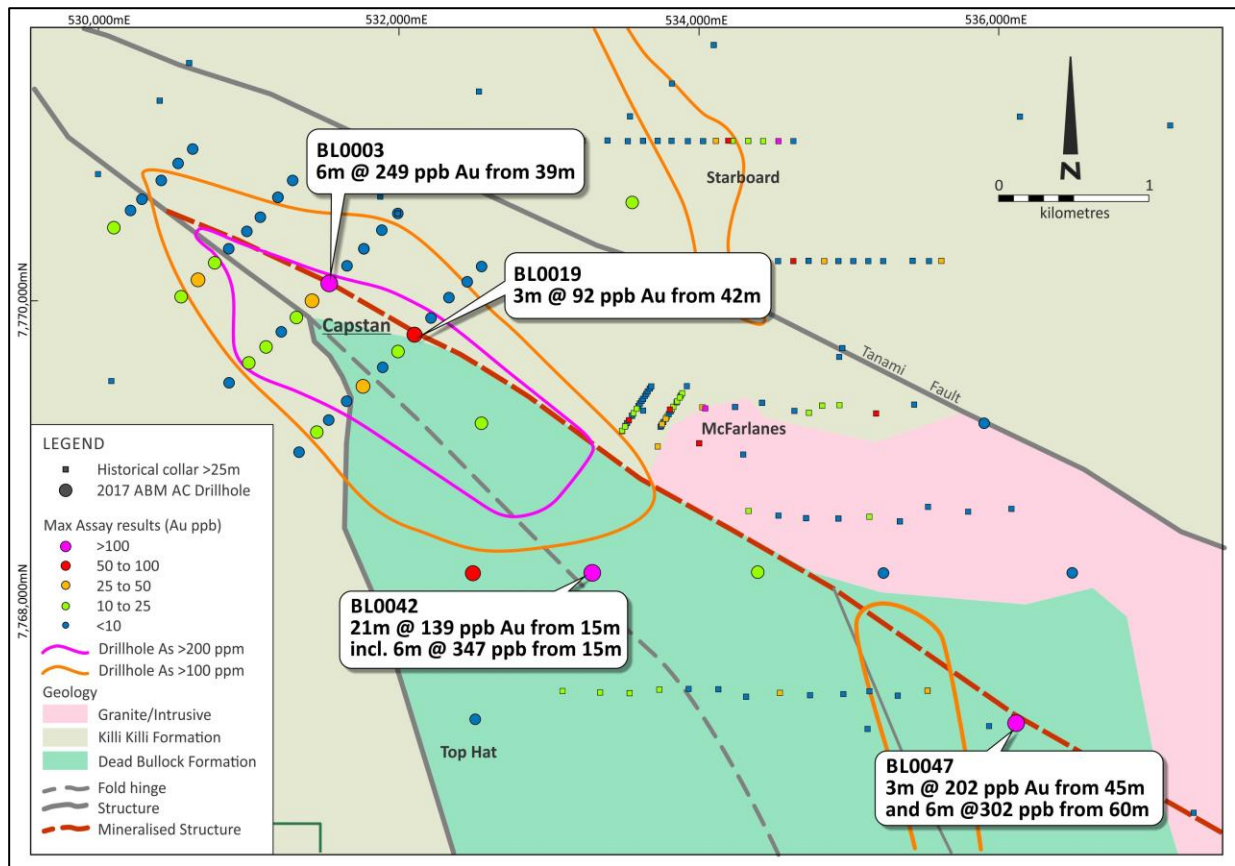 530,000mE
532,000mE
534,000mE
536,000mE
7,770,000mN
7,768,000mN
BL0003
6m @ 249 ppb Au from 39m
Starboard
N
0 1
kilometres
BL0019
3m @ 92 ppb Au from 42m
Capstan
Tanami Fault
McFarlanes
BL0042
21m @ 139 ppb Au from 15m
incl. 6m @ 347 ppb from 15m
Top Hat
BL0047
3m @ 202 ppb Au from 45m
and 6m @302 ppb from 60m
LEGEND
Historical collar >25m
2017 ABM AC Drillhole
Max Assay results (Au ppb)
>100
50 to 100
25 to 50
10 to 25
<10
Drillhole As >200 ppm
Drillhole As >100 ppm
Geology
Granite/Intrusive
Killi Killi Formation
Dead Bullock Formation
Fold hinge
Structure
Mineralised Structure